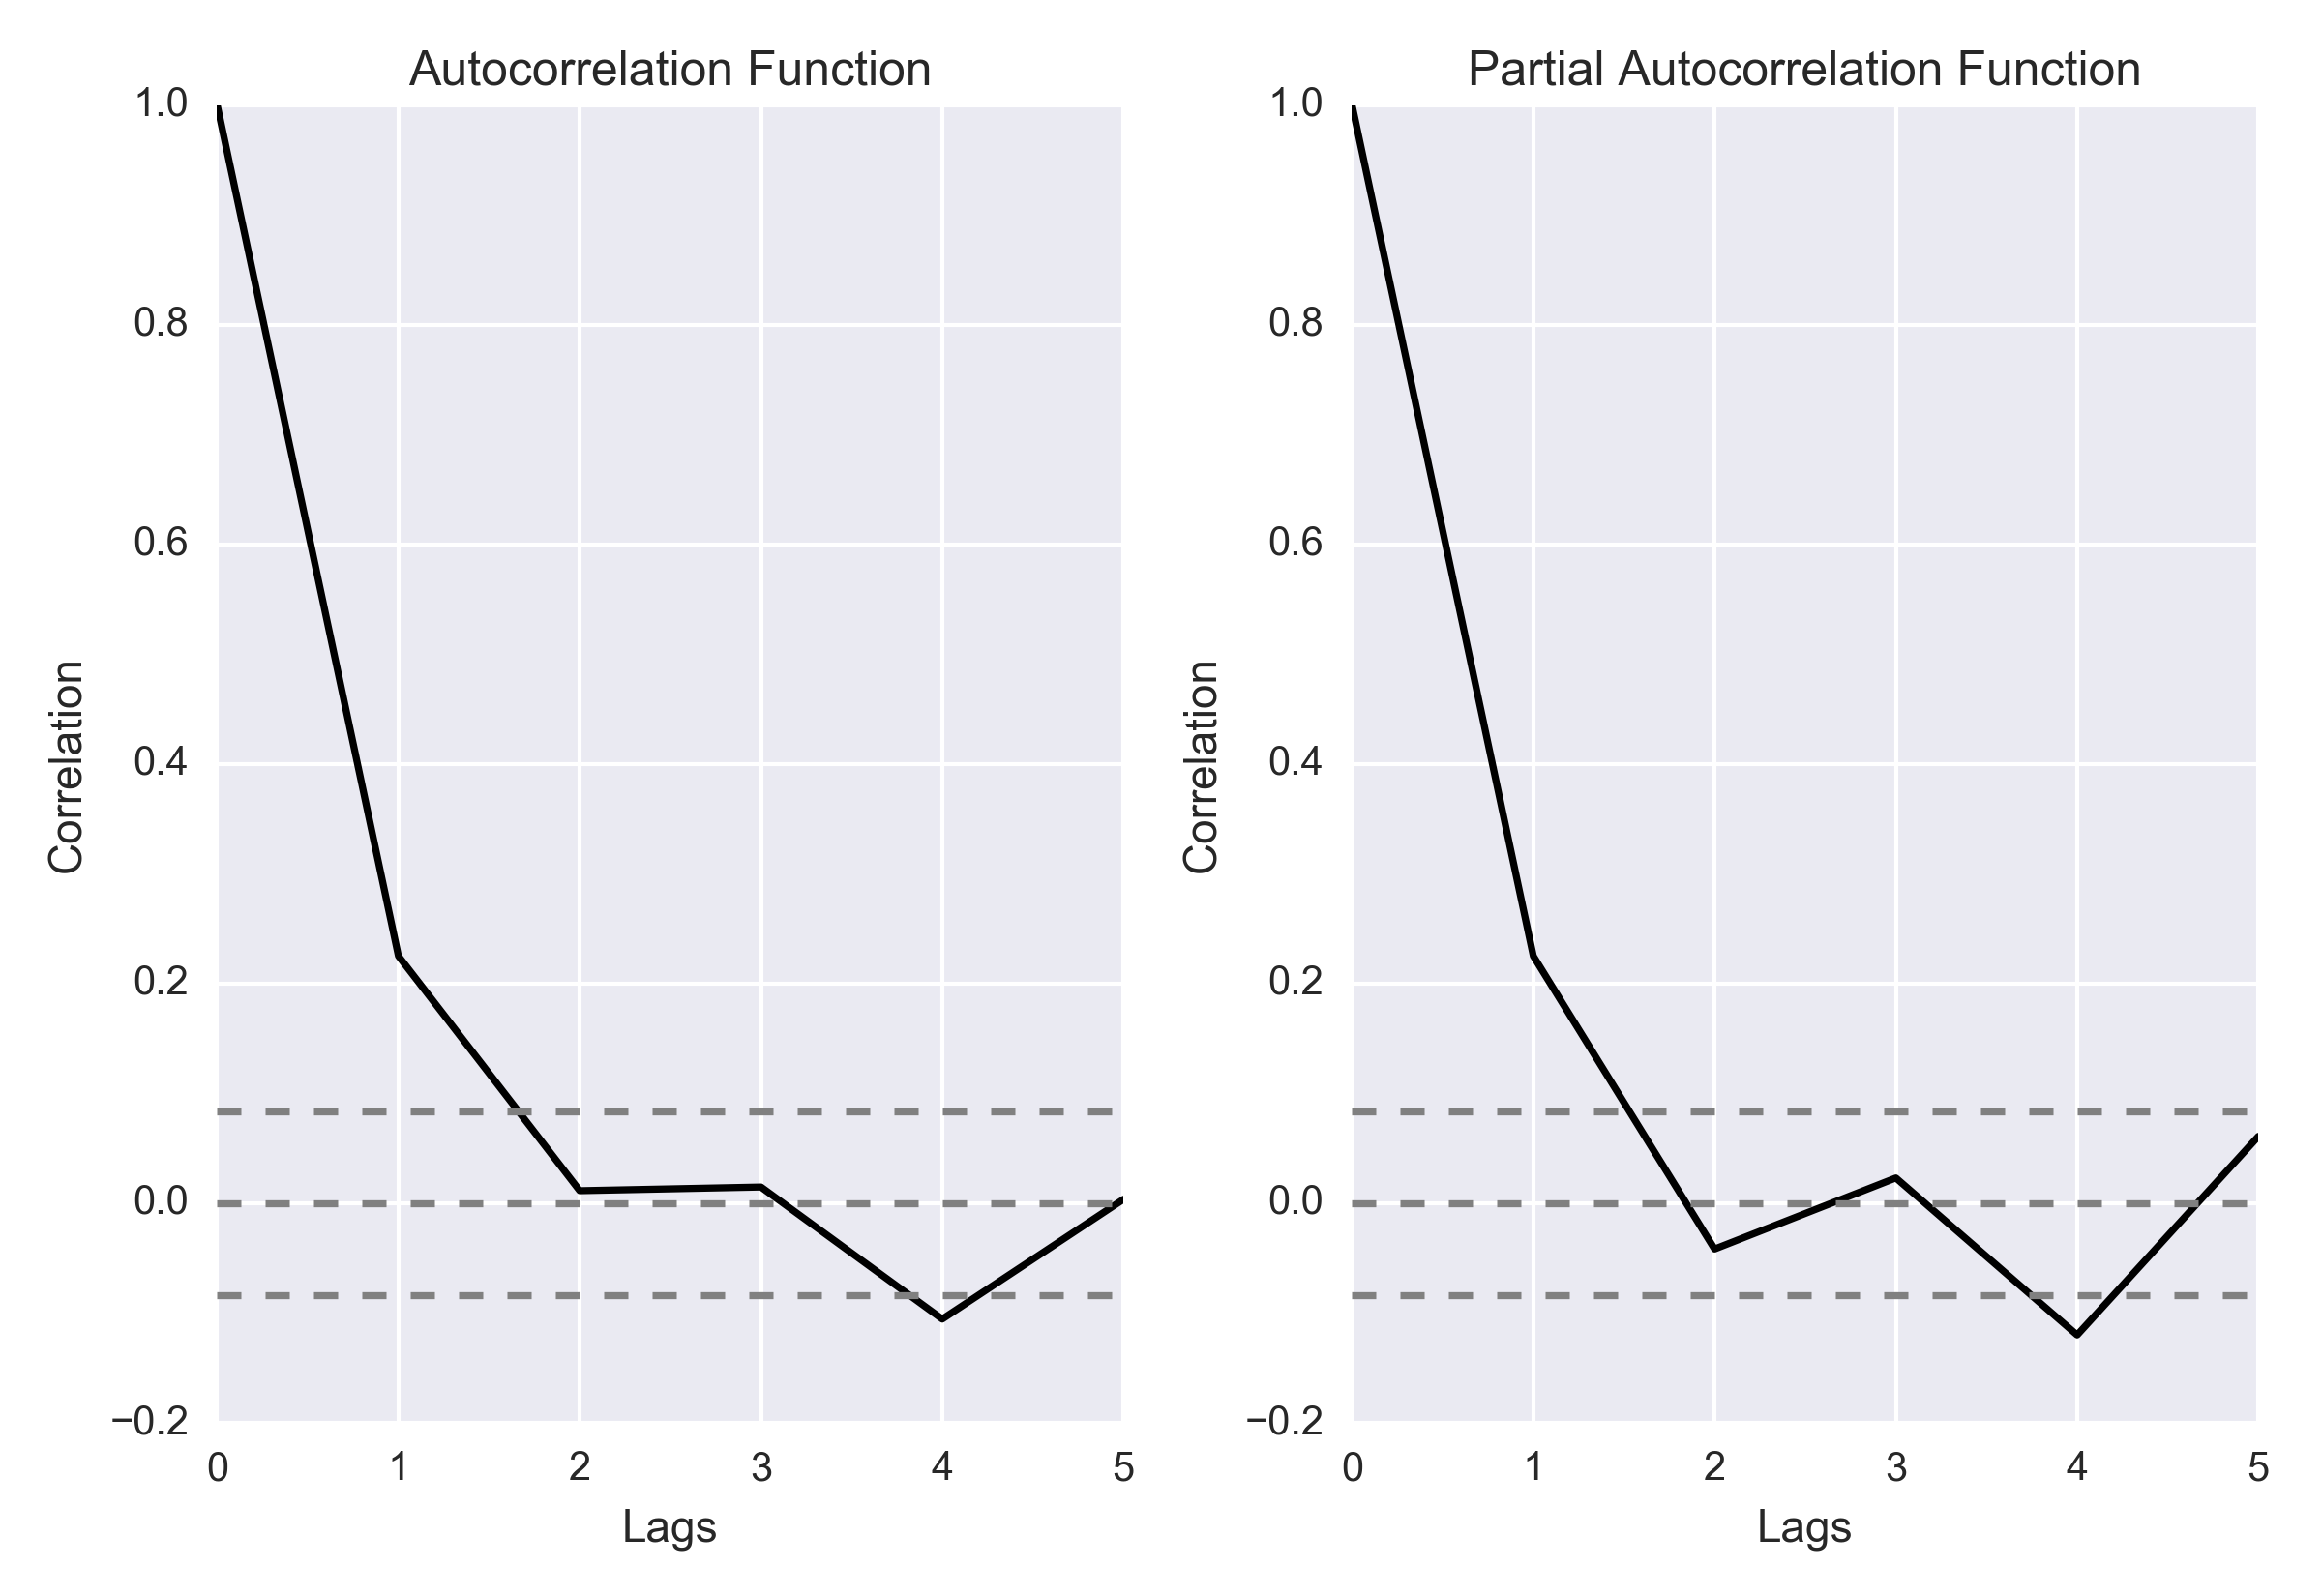 Autocorrelation Function
1.0
0.8
0.6
0.4
0.2
0.0
−0.2
Correlation
0 1 2 3 4 5
Lags
Partial Autocorrelation Function
1.0
0.8
0.6
0.4
0.2
0.0
−0.2
Correlation
0 1 2 3 4 5
Lags